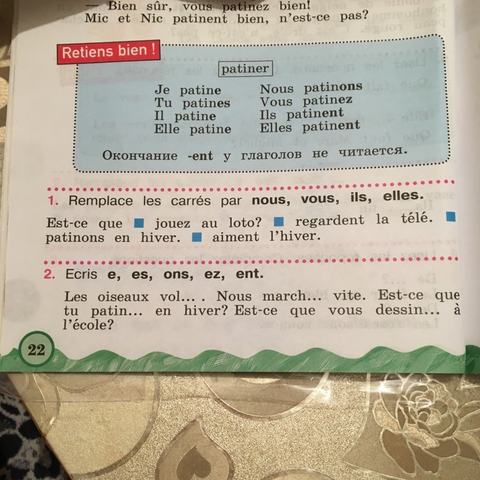 — Bien sûr, vous patinez bien!
Mic et Nic patinent bien, n'est-ce pas?
Retiens bien !
patiner
Je patine Nous patinons
Tu patines Vous patinez
Il patine Ils patinent
Elle patine Elles patinent
Окончание -ent у глаголов не читается.
1. Remplace les carrés par nous, vous, ils, elles.
Est-ce que ■ jouez au loto? ■ regardent la télé. ■
patinons en hiver. ■ aiment l'hiver.
2. Ecris e, es, ons, ez, ent.
Les oiseaux vol... . Nous march... vite. Est-ce que
tu patin... en hiver? Est-ce que vous dessin... à
l'école?
22